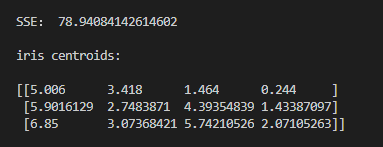 SSE:  78.94084142614602
iris centroids:
[[5.006      3.418      1.464      0.244     ]
 [5.9016129  2.7483871  4.39354839 1.43387097]
 [6.85       3.07368421 5.74210526 2.07105263]]